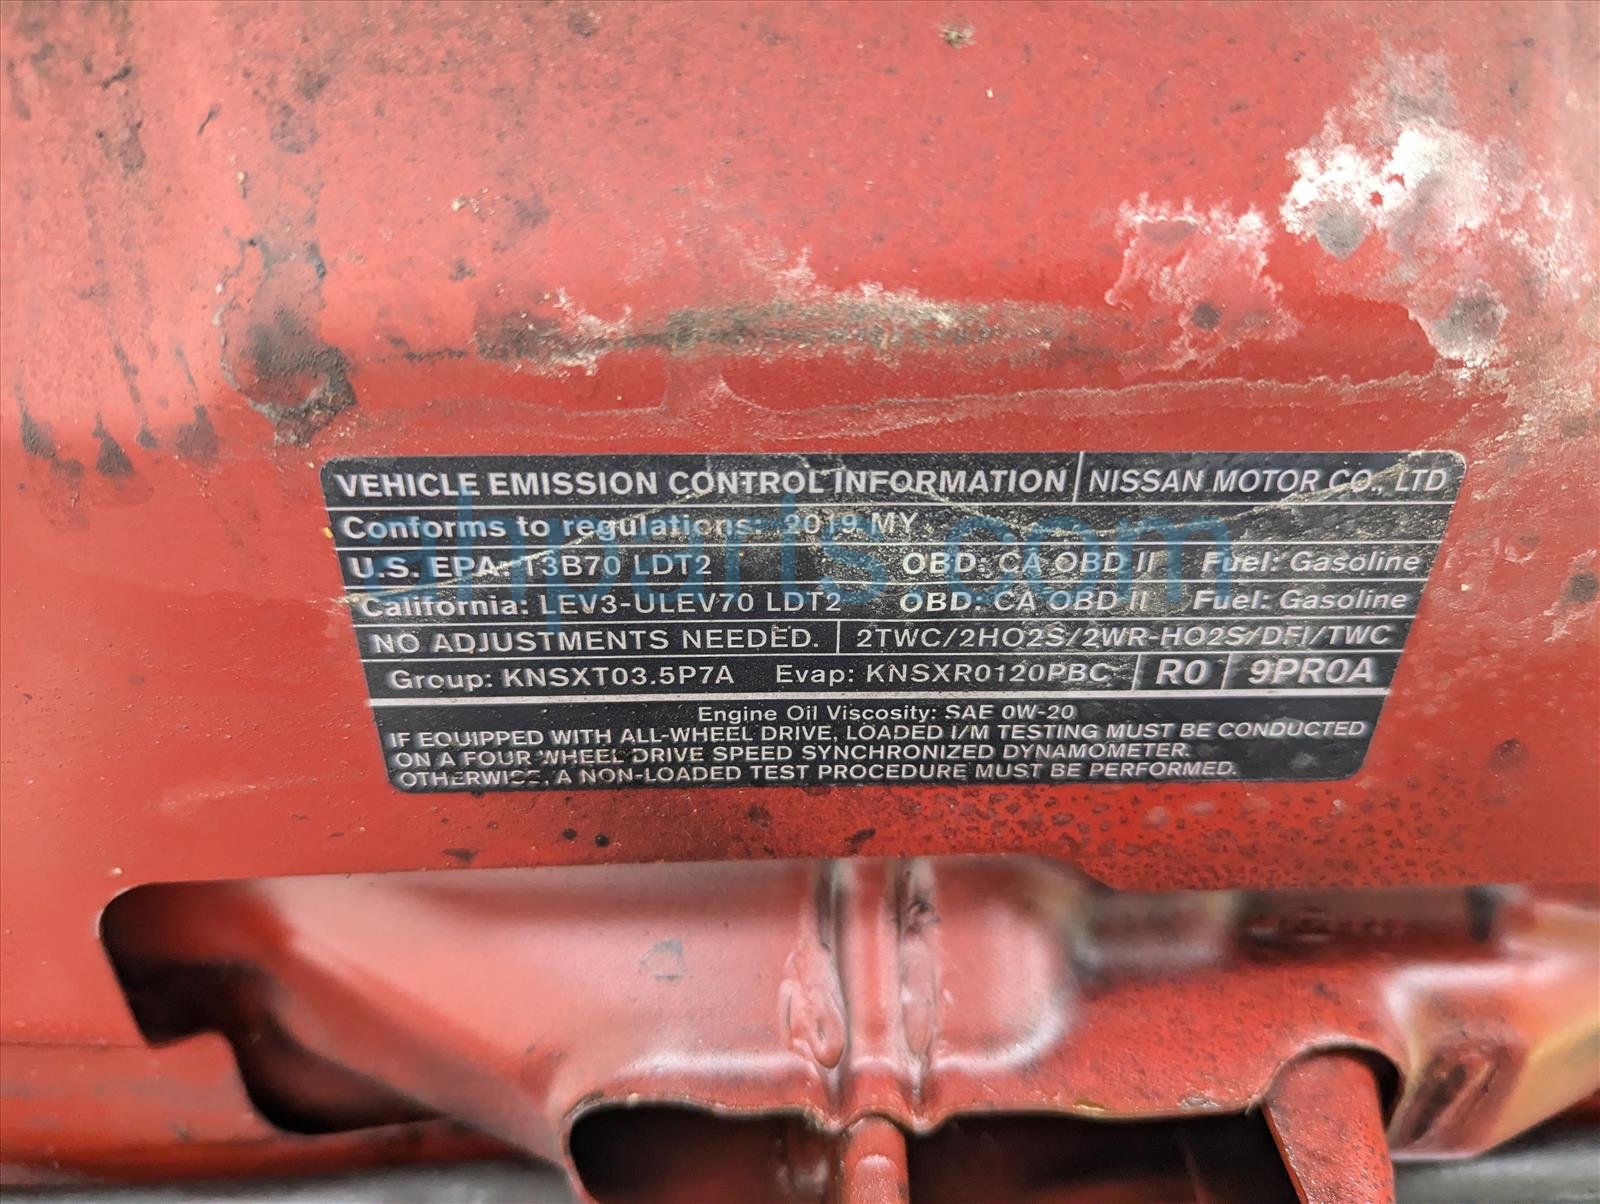 VEHICLE EMISSION CONTROL INFORMATION | NISSAN MOTOR CO., LTD
Conforms to regulations: 2019 MY
U.S. EPA: T3B70 LDT2 OBD: CA OBD II Fuel: Gasoline
California: LEV3-ULEV70 LDT2 OBD: CA OBD II Fuel: Gasoline
NO ADJUSTMENTS NEEDED. | 2TWC/2HO2S/2WR-HO2S/DFI/TWC
Group: KNSXT03.5P7A Evap: KNSXR0120PBC | R0 | 9PR0A
Engine Oil Viscosity: SAE 0W-20
IF EQUIPPED WITH ALL-WHEEL DRIVE, LOADED I/M TESTING MUST BE CONDUCTED
ON A FOUR WHEEL DRIVE SPEED SYNCHRONIZED DYNAMOMETER.
OTHERWISE, A NON-LOADED TEST PROCEDURE MUST BE PERFORMED.
ahparts.com